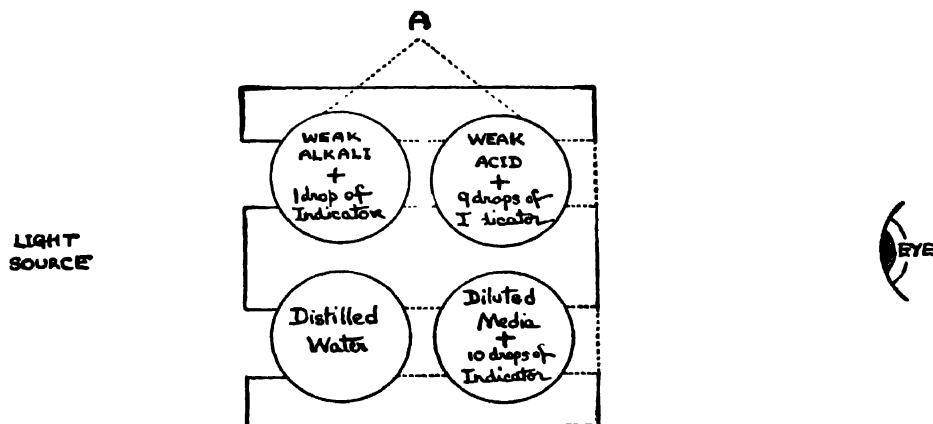 A
WEAK
ALKALI
+
1 drop of
Indicator
WEAK
ACID
+
9 drops of
I dicator
LIGHT
SOURCE
EYE
Distilled
Water
Diluted
Media
+
10 drops of
Indicator